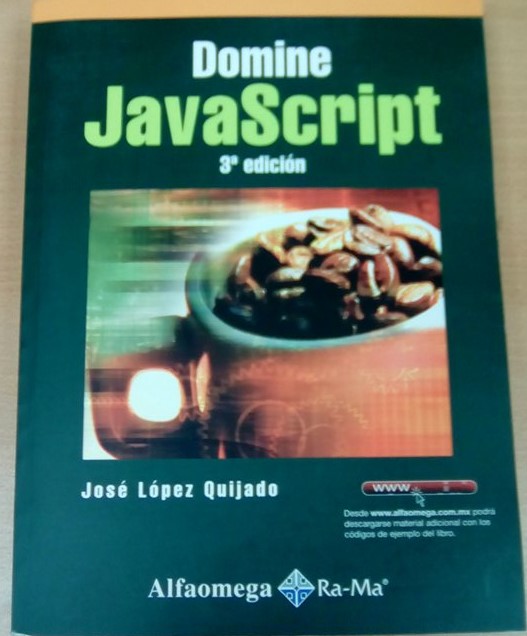 Domine
JavaScript
3ª edición
José López Quijado
www
Desde www.alfaomega.com.mx podrá
descargarse material adicional con los
códigos de ejemplo del libro.
Alfaomega Ra-Ma®